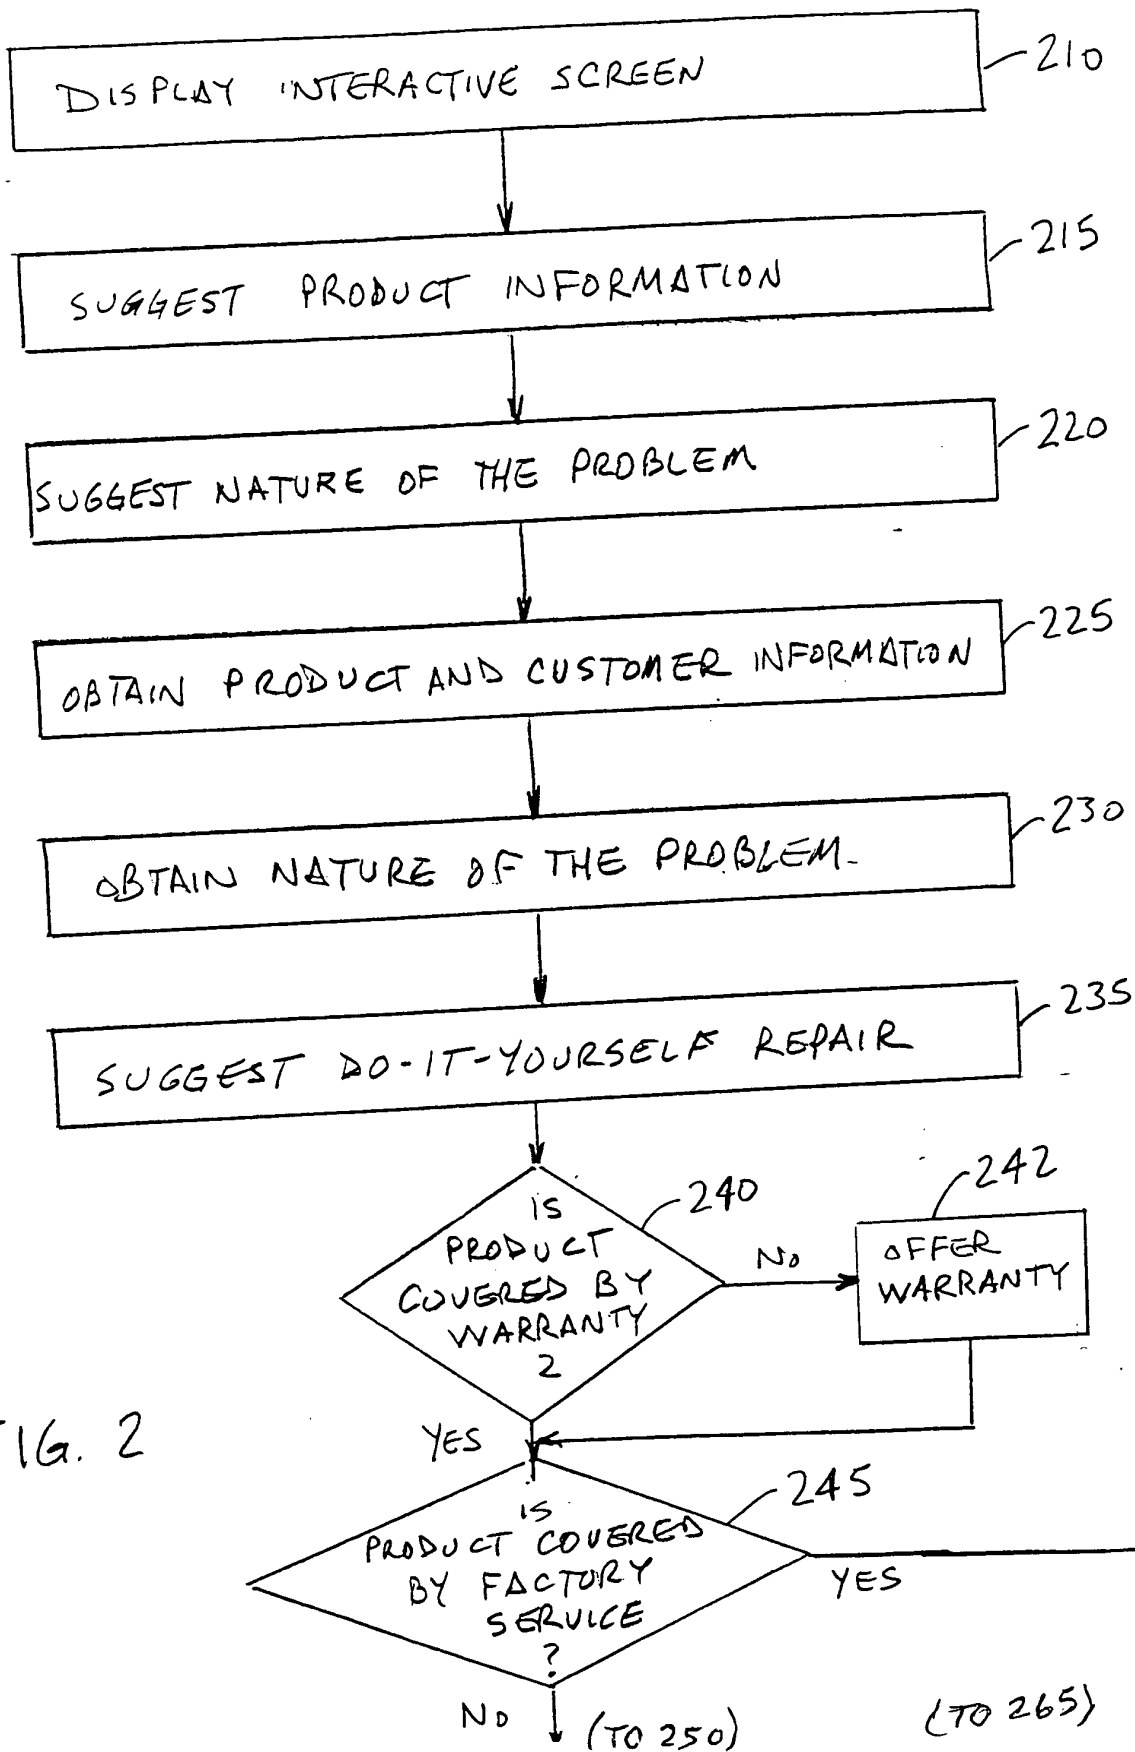 DISPLAY INTERACTIVE SCREEN
210
SUGGEST PRODUCT INFORMATION
215
SUGGEST NATURE OF THE PROBLEM
220
OBTAIN PRODUCT AND CUSTOMER INFORMATION
225
OBTAIN NATURE OF THE PROBLEM
230
SUGGEST DO-IT-YOURSELF REPAIR
235
IS
PRODUCT
COVERED BY
WARRANTY
?
240
NO
242
OFFER
WARRANTY
YES
FIG. 2
IS
PRODUCT COVERED
BY FACTORY
SERVICE
?
245
YES
NO
(TO 250)
(TO 265)